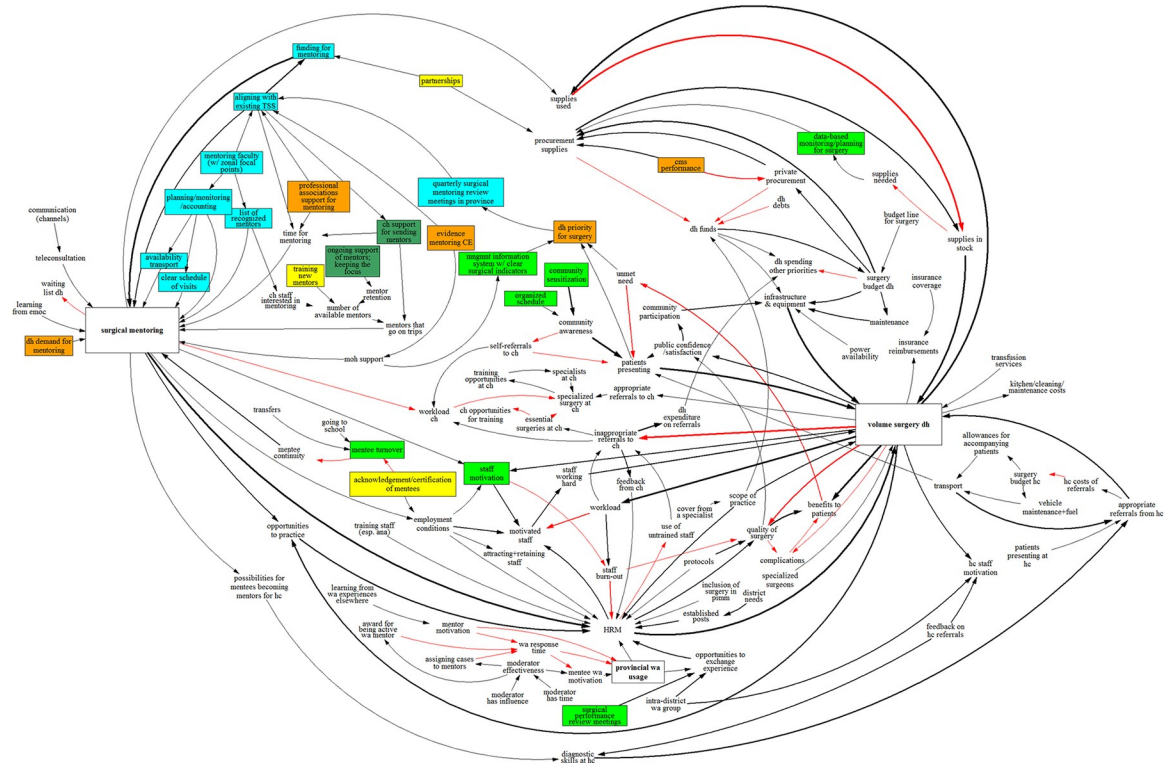 finding for
mentoring
partnerships
aligning with
existing TSS
supplies
used
procurement
supplies
data-based
monitoring/planning
for surgery
mentoring faculty
(w/ zonal focal
points)
cms
performance
private
procurement
supplies
needed
professional
associations
support for
mentoring
quarterly surgical
mentoring review
meetings in province
planning/monitoring
/accounting
dh
debts
communication
(channels)
list of
recognized
mentors
budget line for
surgery
ch support
for sending
mentors
dh priority
for surgery
dh funds
time for
mentoring
evidence
mentoring CE
supplies in
stock
teleconsultation
availability
transport
ongoing support
of mentors;
keeping the
focus
mngmnt information
system w/ clear
surgical indicators
dh spending
other priorities
waiting
list dh
clear schedule
of visits
training
new
mentors
community
sensitization
unmet
need
surgery
budget dh
insurance
coverage
mentor
retention
organized
schedule
infrastructure
& equipment
learning
from emoc
ch staff
interested in
mentoring
number of
available mentors
community
participation
surgical mentoring
mentors that
go on trips
community
awareness
maintenance
dh demand for
mentoring
self-referrals
to ch
public confidence
/satisfaction
power
availability
insurance
reimbursements
moh support
patients
presenting
transfusion
services
training
opportunities
at ch
specialists
at ch
kitchen/cleaning/
maintenance costs
specialized
surgery at
ch
appropriate
referrals to ch
transfers
workload
ch
ch opportunities
for training
essential
surgeries at ch
dh
expenditure
on referrals
volume surgery dh
going to
school
inappropriate
referrals to
ch
allowances for
accompanying
patients
mentee
continuity
mentee turnover
staff
motivation
staff
working
hard
feedback
from ch
surgery
budget hc
hc costs of
referrals
acknowledgement/certification
of mentees
transport
scope of
practice
vehicle
maintenance+fuel
appropriate
referrals from hc
workload
cover from
a specialist
benefits to
patients
opportunities
to practice
training staff
(esp. ana)
employment
conditions
motivated
staff
use of
untrained staff
quality of
surgery
patients
presenting at
hc
attracting+retaining
staff
complications
possibilities for
mentees becoming
mentors for hc
staff
burn-out
protocols
specialized
surgeons
hc staff
motivation
learning from
wa experiences
elsewhere
inclusion of
surgery in
pimm
district
needs
established
posts
award for
being active
wa mentor
mentor
motivation
HRM
feedback on
hc referrals
wa response
time
assigning cases
to mentors
moderator
effectiveness
mentee wa
motivation
provincial wa
usage
opportunities to
exchange
experience
moderator
has influence
moderator
has time
surgical
performance
review meetings
intra-district
wa group
diagnostic
skills at hc